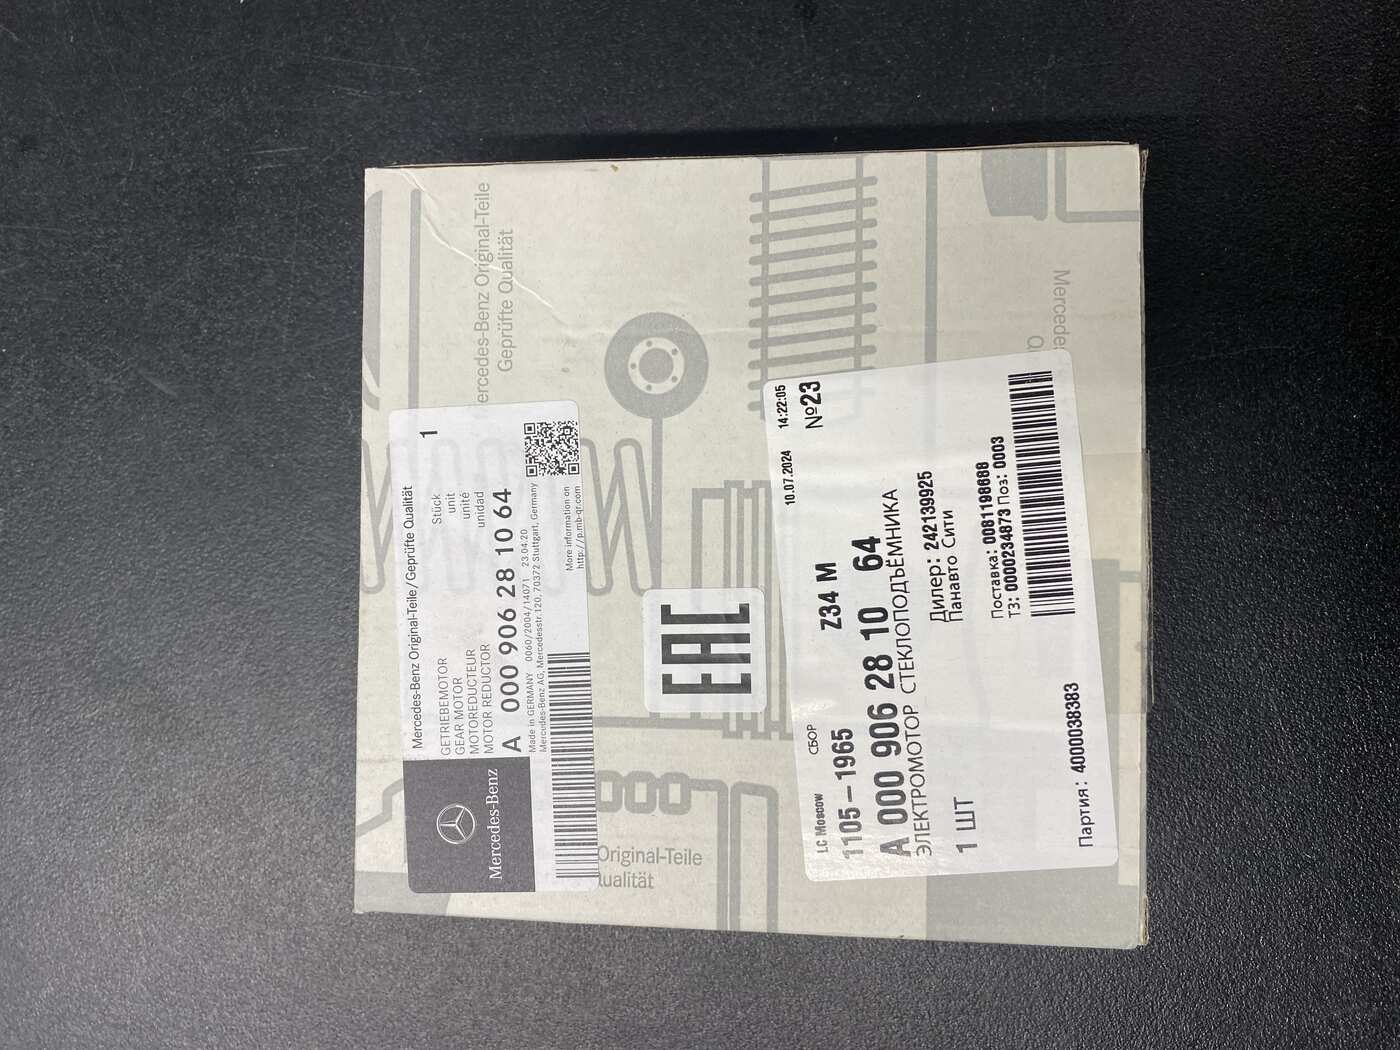 Mercedes-Benz Original-Teile
Geprüfte Qualität
Mercedes-Benz
Mercedes-Benz Original-Teile/Geprüfte Qualität
GETRIEBEMOTOR
GEAR MOTOR
MOTOREDUCTEUR
MOTOR REDUCTOR
Stück
unit
unité
unidad
1
A 000 906 28 10 64
Made in GERMANY 0060/2004/14071 23.04.20
Mercedes-Benz AG, Mercedesstr.120, 70372 Stuttgart, Germany
More information on
http://p.mb-qr.com
Original-Teile
ualität
EAC
Mercede
LC Moscow СБОР 10.07.2024 14:22:05
1105-1965 Z34 M №23
A 000 906 28 10 64
ЭЛЕКТРОМОТОР СТЕКЛОПОДЪЁМНИКА
1 ШТ
Дилер: 242139925
Панавто Сити
Поставка: 0081198688
ТЗ: 0000234873 Поз: 0003
Партия: 4000038383